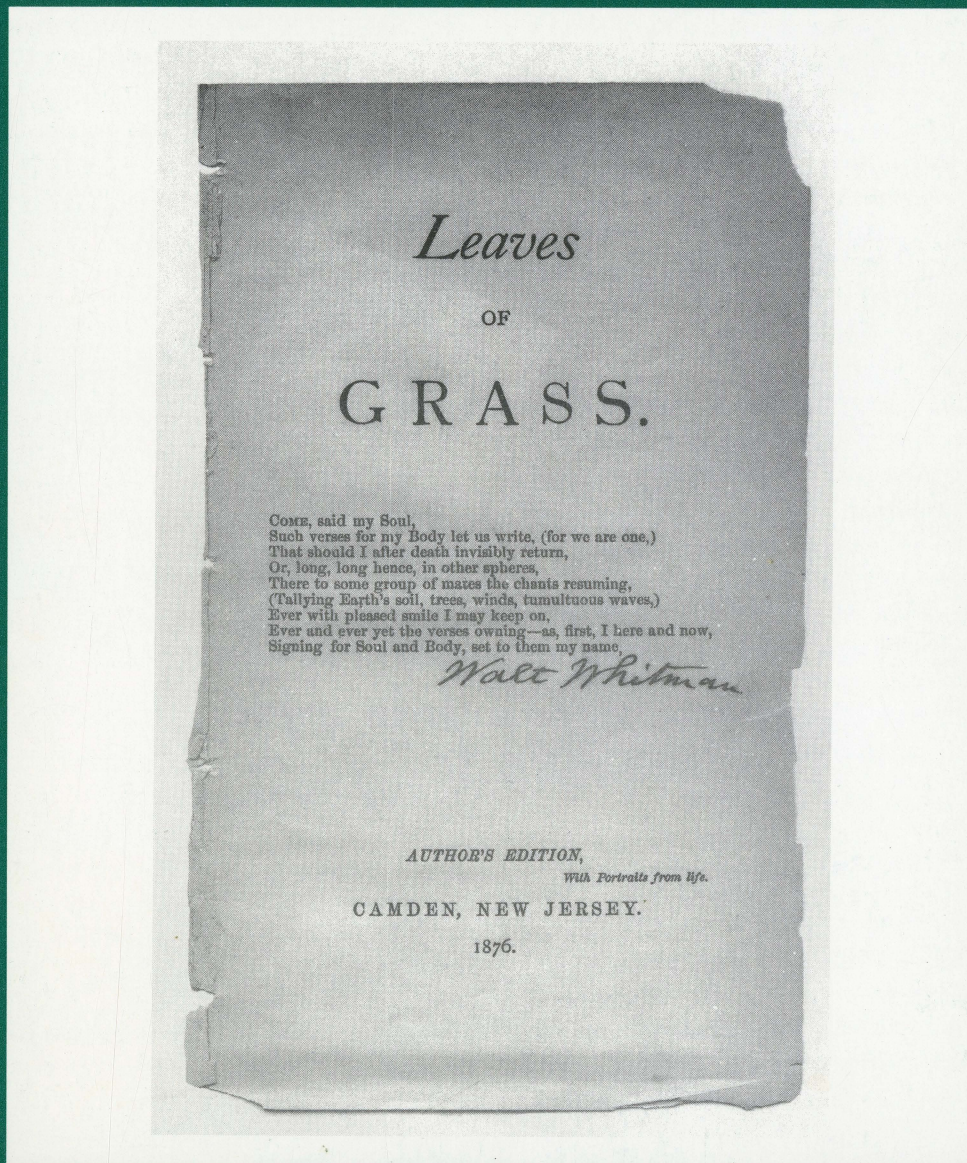 Leaves
OF
GRASS.
COME, said my Soul,
Such verses for my Body let us write, (for we are one,)
That should I after death invisibly return,
Or, long, long hence, in other spheres,
There to some group of mates the chants resuming,
(Tallying Earth's soil, trees, winds, tumultuous waves,)
Ever with pleased smile I may keep on,
Ever and ever yet the verses owning—as, first, I here and now,
Signing for Soul and Body, set to them my name,
Walt Whitman
AUTHOR'S EDITION,
With Portraits from life.
CAMDEN, NEW JERSEY.
1876.